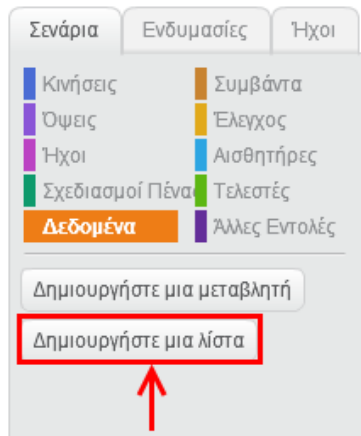 Σενάρια Ενδυμασίες Ήχοι
Κινήσεις Συμβάντα
Όψεις Έλεγχος
Ήχοι Αισθητήρες
Σχεδιασμοί Πένας Τελεστές
Δεδομένα Άλλες Εντολές
Δημιουργήστε μια μεταβλητή
Δημιουργήστε μια λίστα